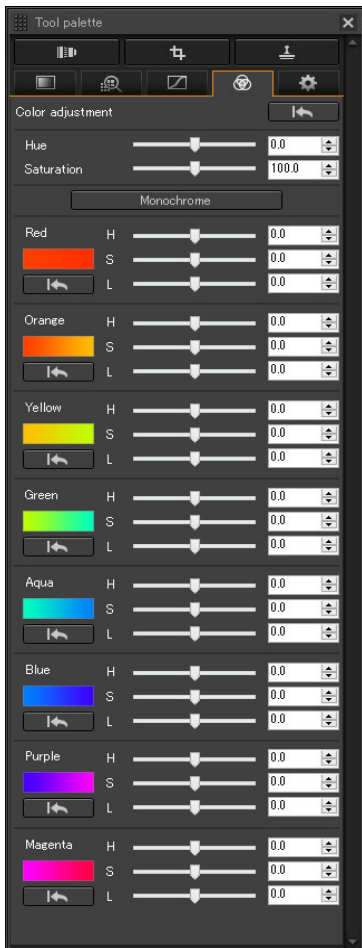 Tool palette
Color adjustment
Hue 0.0
Saturation 100.0
Monochrome
Red H 0.0
S 0.0
L 0.0
Orange H 0.0
S 0.0
L 0.0
Yellow H 0.0
S 0.0
L 0.0
Green H 0.0
S 0.0
L 0.0
Aqua H 0.0
S 0.0
L 0.0
Blue H 0.0
S 0.0
L 0.0
Purple H 0.0
S 0.0
L 0.0
Magenta H 0.0
S 0.0
L 0.0